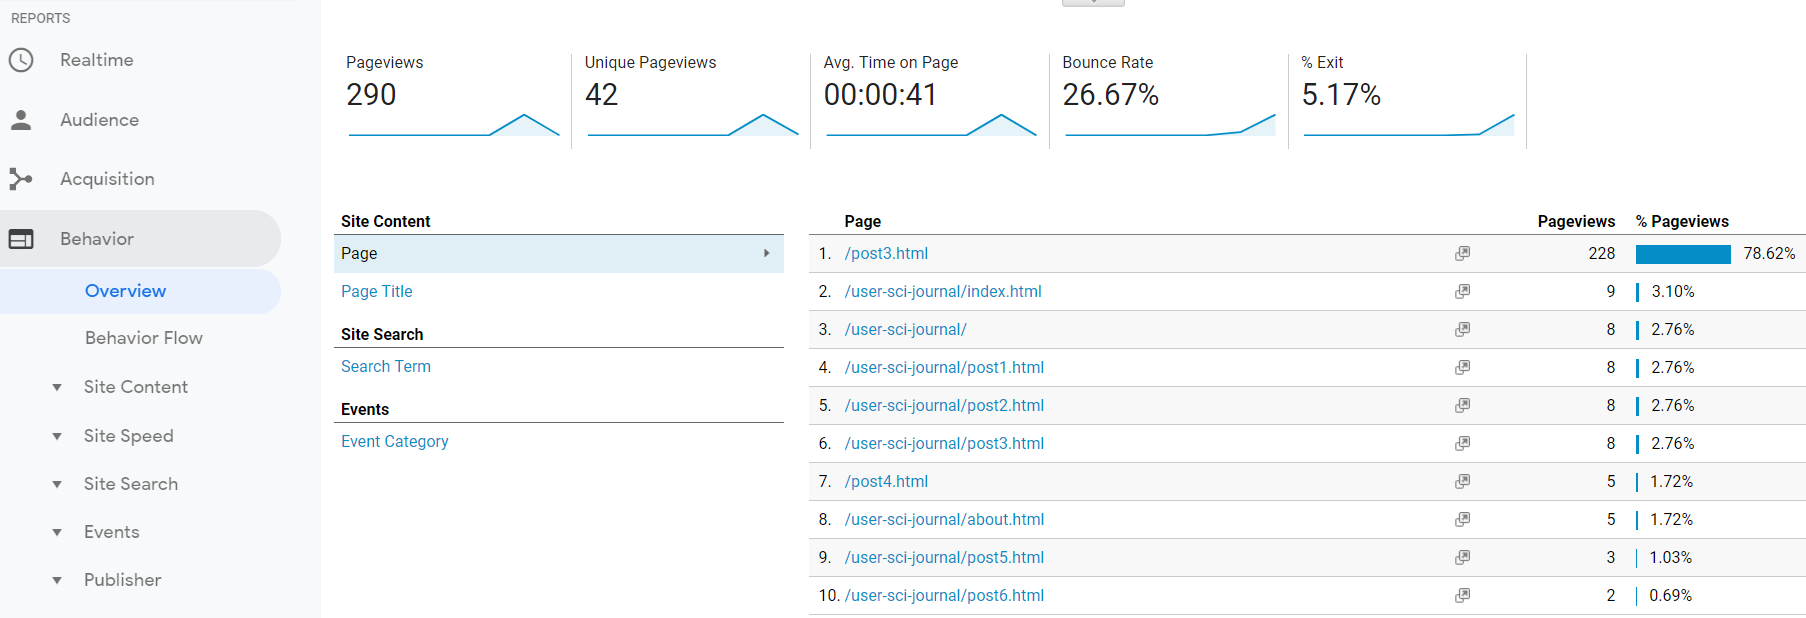 REPORTS
Realtime
Audience
Acquisition
Behavior
Overview
Behavior Flow
Site Content
Site Speed
Site Search
Events
Publisher
Pageviews
290
Unique Pageviews
42
Avg. Time on Page
00:00:41
Bounce Rate
26.67%
% Exit
5.17%
Site Content
Page
Page Title
Site Search
Search Term
Events
Event Category
Page Pageviews % Pageviews
1. /post3.html 228 78.62%
2. /user-sci-journal/index.html 9 3.10%
3. /user-sci-journal/ 8 2.76%
4. /user-sci-journal/post1.html 8 2.76%
5. /user-sci-journal/post2.html 8 2.76%
6. /user-sci-journal/post3.html 8 2.76%
7. /post4.html 5 1.72%
8. /user-sci-journal/about.html 5 1.72%
9. /user-sci-journal/post5.html 3 1.03%
10. /user-sci-journal/post6.html 2 0.69%